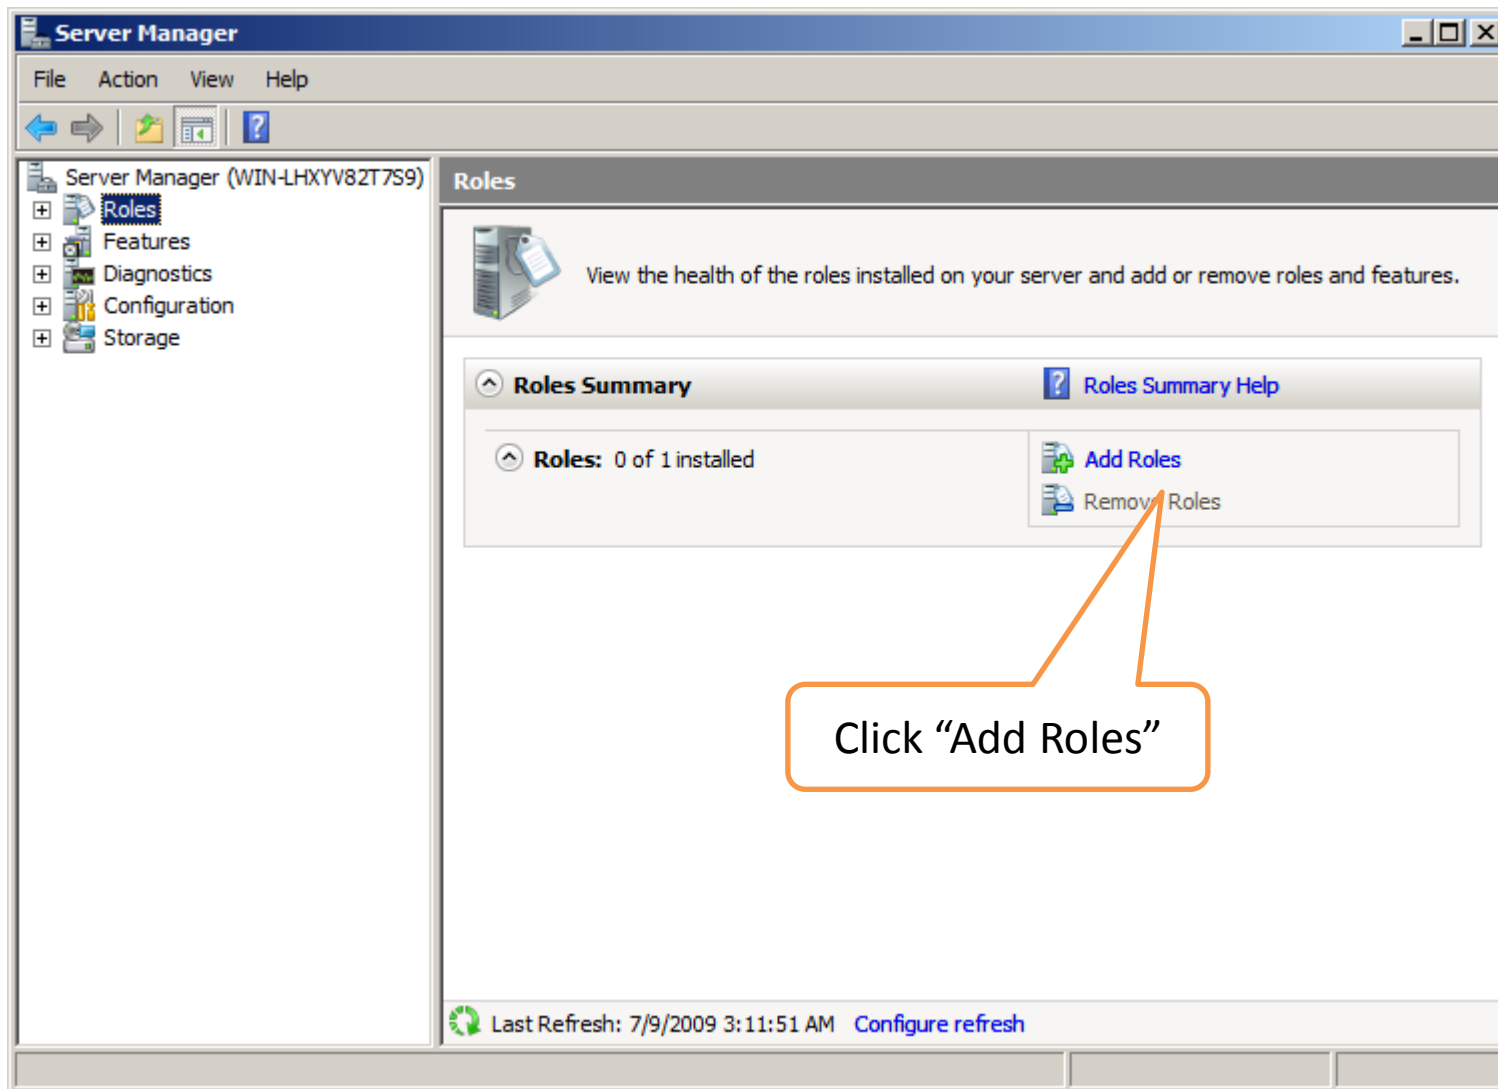 Server Manager
File Action View Help
Server Manager (WIN-LHXYV82T7S9)
Roles
Features
Diagnostics
Configuration
Storage
Roles
View the health of the roles installed on your server and add or remove roles and features.
Roles Summary
Roles Summary Help
Roles: 0 of 1 installed
Add Roles
Remove Roles
Click “Add Roles”
Last Refresh: 7/9/2009 3:11:51 AM Configure refresh